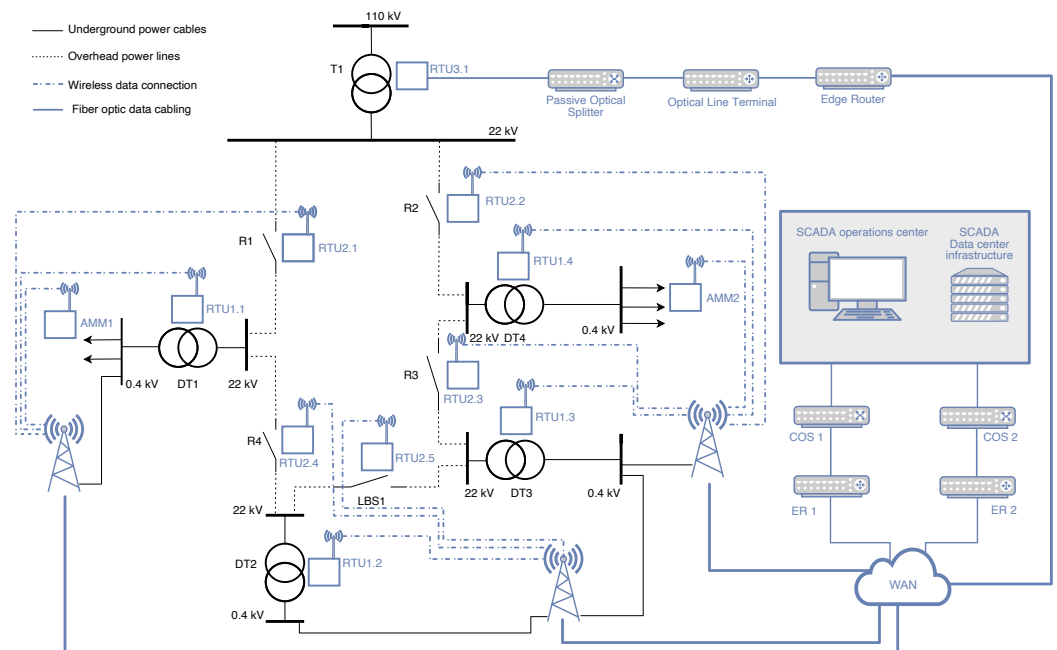 110 kV
Underground power cables
Overhead power lines
Wireless data connection
Fiber optic data cabling
T1
RTU3.1
Passive Optical
Splitter
Optical Line Terminal
Edge Router
22 kV
R1
RTU2.1
R2
RTU2.2
SCADA operations center
SCADA
Data center
infrastructure
RTU1.1
AMM1
0.4 kV
DT1
22 kV
RTU1.4
AMM2
22 kV
DT4
0.4 kV
R3
RTU2.3
R4
RTU2.4
RTU2.5
LBS1
RTU1.3
22 kV
DT3
0.4 kV
COS 1
COS 2
ER 1
ER 2
22 kV
DT2
RTU1.2
0.4 kV
WAN